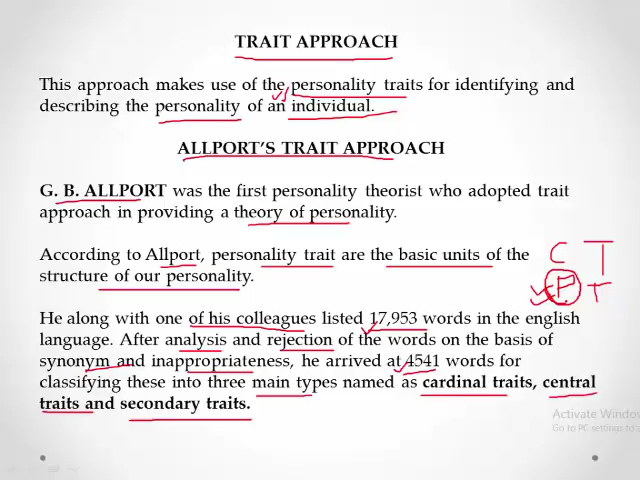 TRAIT APPROACH
This approach makes use of the personality traits for identifying and
describing the personality of an individual.
ALLPORT'S TRAIT APPROACH
G. B. ALLPORT was the first personality theorist who adopted trait
approach in providing a theory of personality.
According to Allport, personality trait are the basic units of the
structure of our personality.
C T
P T
He along with one of his colleagues listed 17,953 words in the english
language. After analysis and rejection of the words on the basis of
synonym and inappropriateness, he arrived at 4541 words for
classifying these into three main types named as cardinal traits, central
traits and secondary traits.
Activate Window
Go to PC settings to